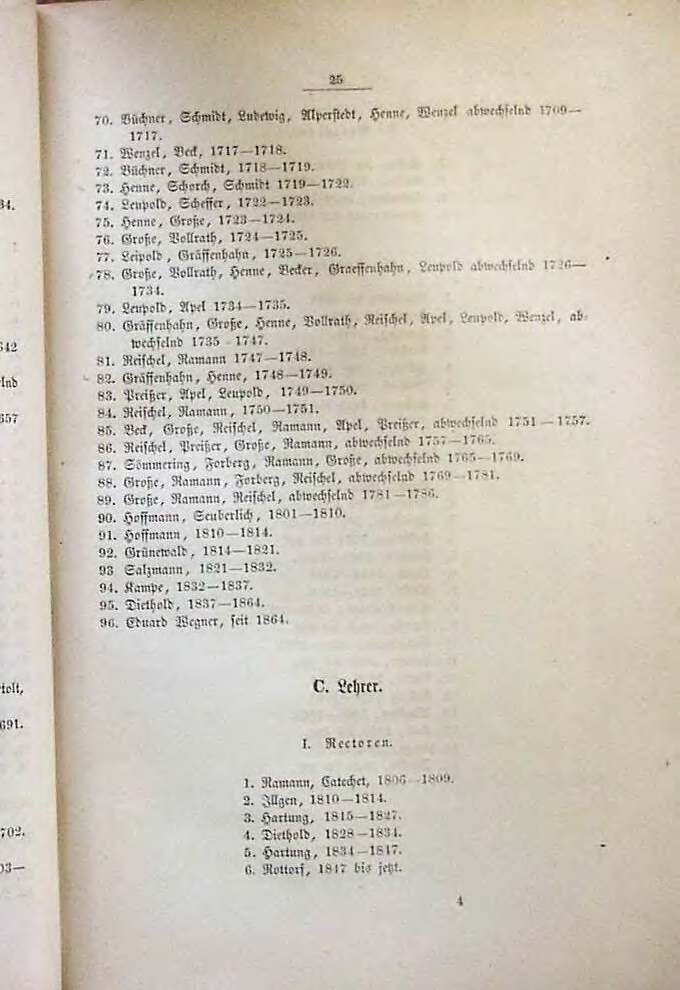 34.
642
lnb
657
tolt,
691.
702.
03—
25
70. Büchner, Schmidt, Ludewig, Alperstedt, Henne, Wenzel abwechselnd 1709—
1717.
71. Wenzel, Beck, 1717—1718.
72. Büchner, Schmidt, 1718—1719.
73. Henne, Schorch, Schmidt 1719—1722.
74. Leupold, Scheffer, 1722—1723.
75. Henne, Große, 1723—1724.
76. Große, Vollrath, 1724—1725.
77. Leipold, Gräffenhahn, 1725—1726.
78. Große, Vollrath, Henne, Becker, Graeffenhahn, Leupold abwechselnd 1726—
1734.
79. Leupold, Apel 1734—1735.
80. Gräffenhahn, Große, Henne, Vollrath, Reischel, Apel, Leupold, Wenzel, ab-
wechselnd 1735—1747.
81. Reischel, Ramann 1747—1748.
82. Gräffenhahn, Henne, 1748—1749.
83. Preißer, Apel, Leupold, 1749—1750.
84. Reischel, Ramann, 1750—1751.
85. Beck, Große, Reischel, Ramann, Apel, Preißer, abwechselnd 1751—1757.
86. Reischel, Preißer, Große, Ramann, abwechselnd 1757—1765.
87. Sömmering, Forberg, Ramann, Große, abwechselnd 1765—1769.
88. Große, Ramann, Forberg, Reischel, abwechselnd 1769—1781.
89. Große, Ramann, Reischel, abwechselnd 1781—1786.
90. Hoffmann, Seuberlich, 1801—1810.
91. Hoffmann, 1810—1814.
92. Grünewald, 1814—1821.
93 Salzmann, 1821—1832.
94. Kampe, 1832—1837.
95. Diethold, 1837—1864.
96. Eduard Wegner, seit 1864.
C. Lehrer.
I. Rectoren.
1. Ramann, Catechet, 1806—1809.
2. Illgen, 1810—1814.
3. Hartung, 1815—1827.
4. Diethold, 1828—1834.
5. Hartung, 1834—1847.
6. Rottorf, 1847 bis jetzt.
4